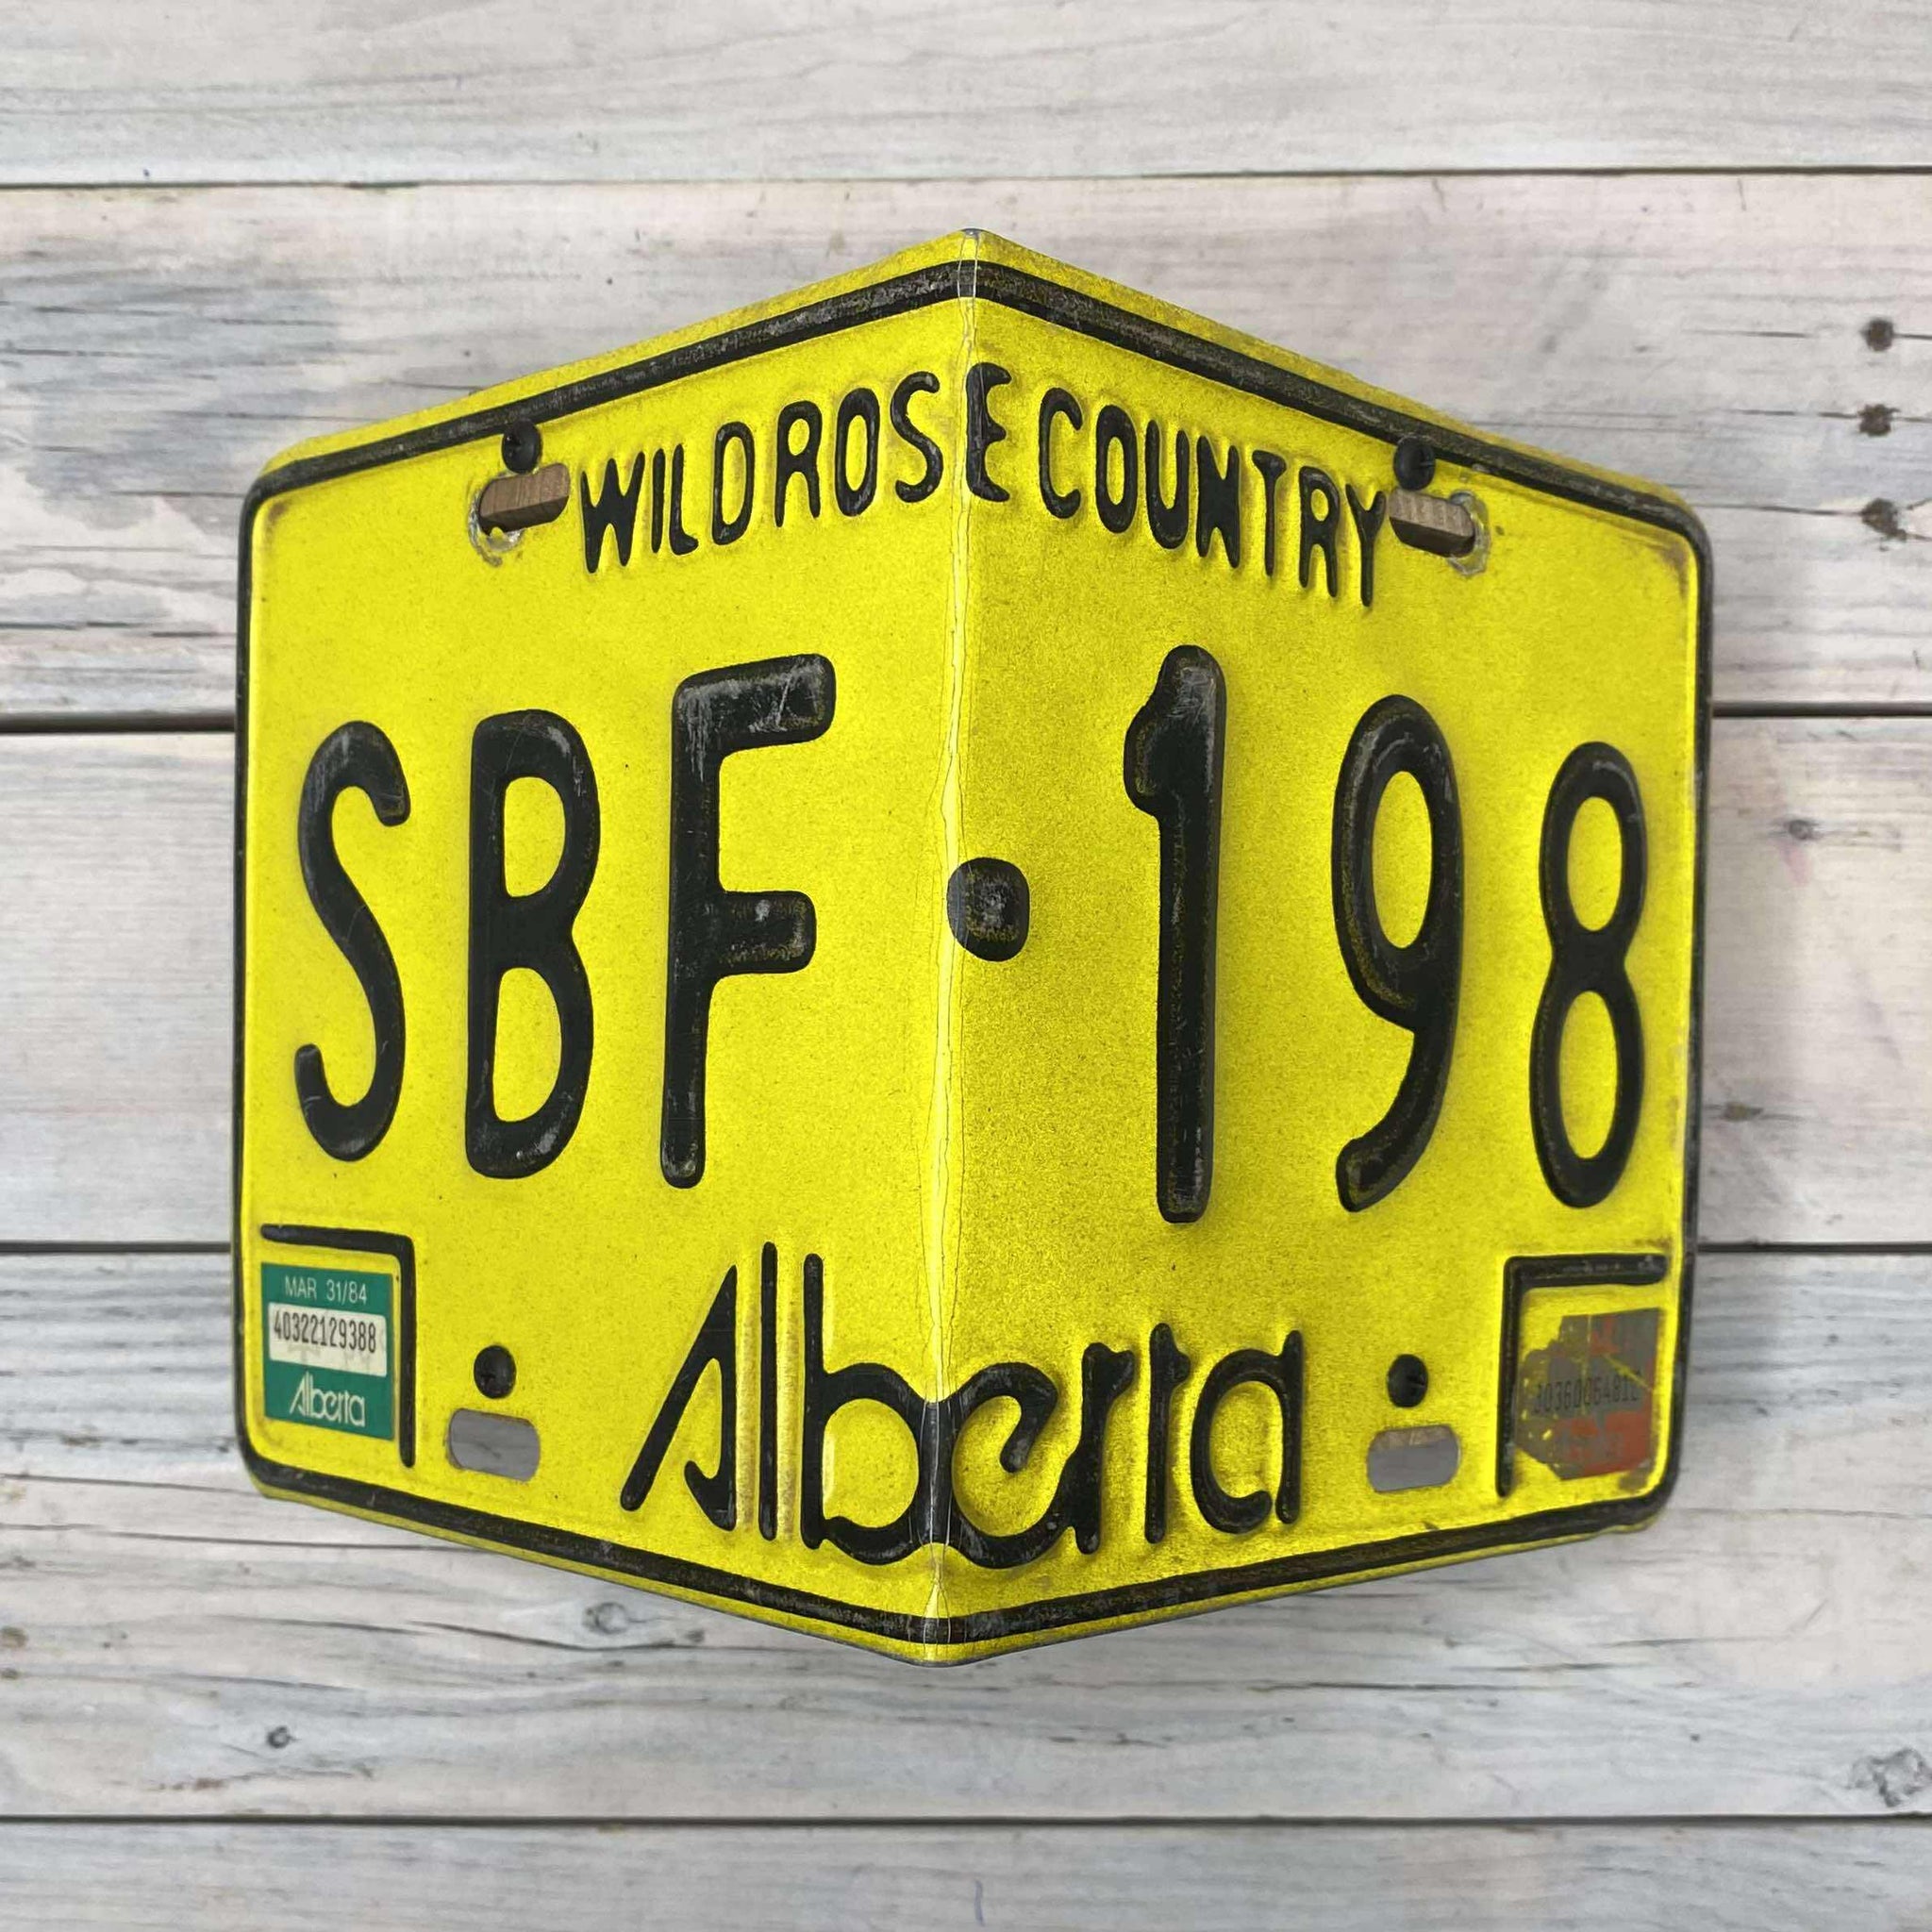 WILD ROSE COUNTRY
SBF·198
MAR 31/84
40322129388
Alberta
Alberta